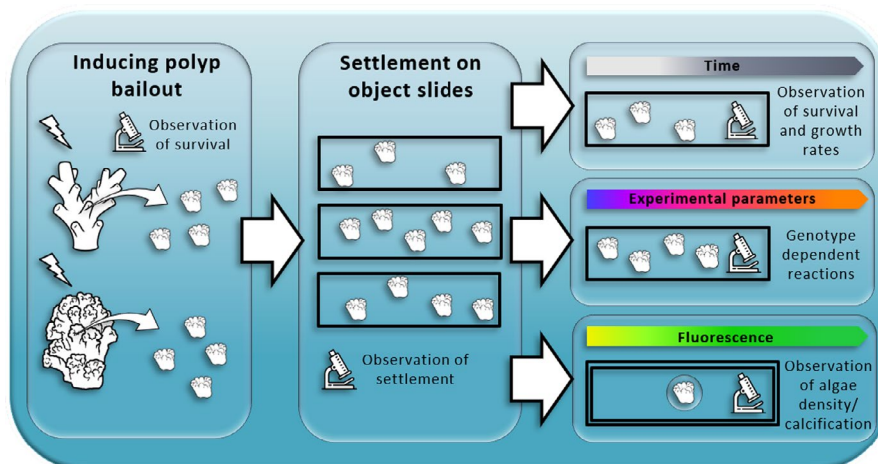 Inducing polyp
bailout
Observation
of survival
Settlement on
object slides
Observation of
settlement
Time
Observation
of survival
and growth
rates
Experimental parameters
Genotype
dependent
reactions
Fluorescence
Observation
of algae
density/
calcification